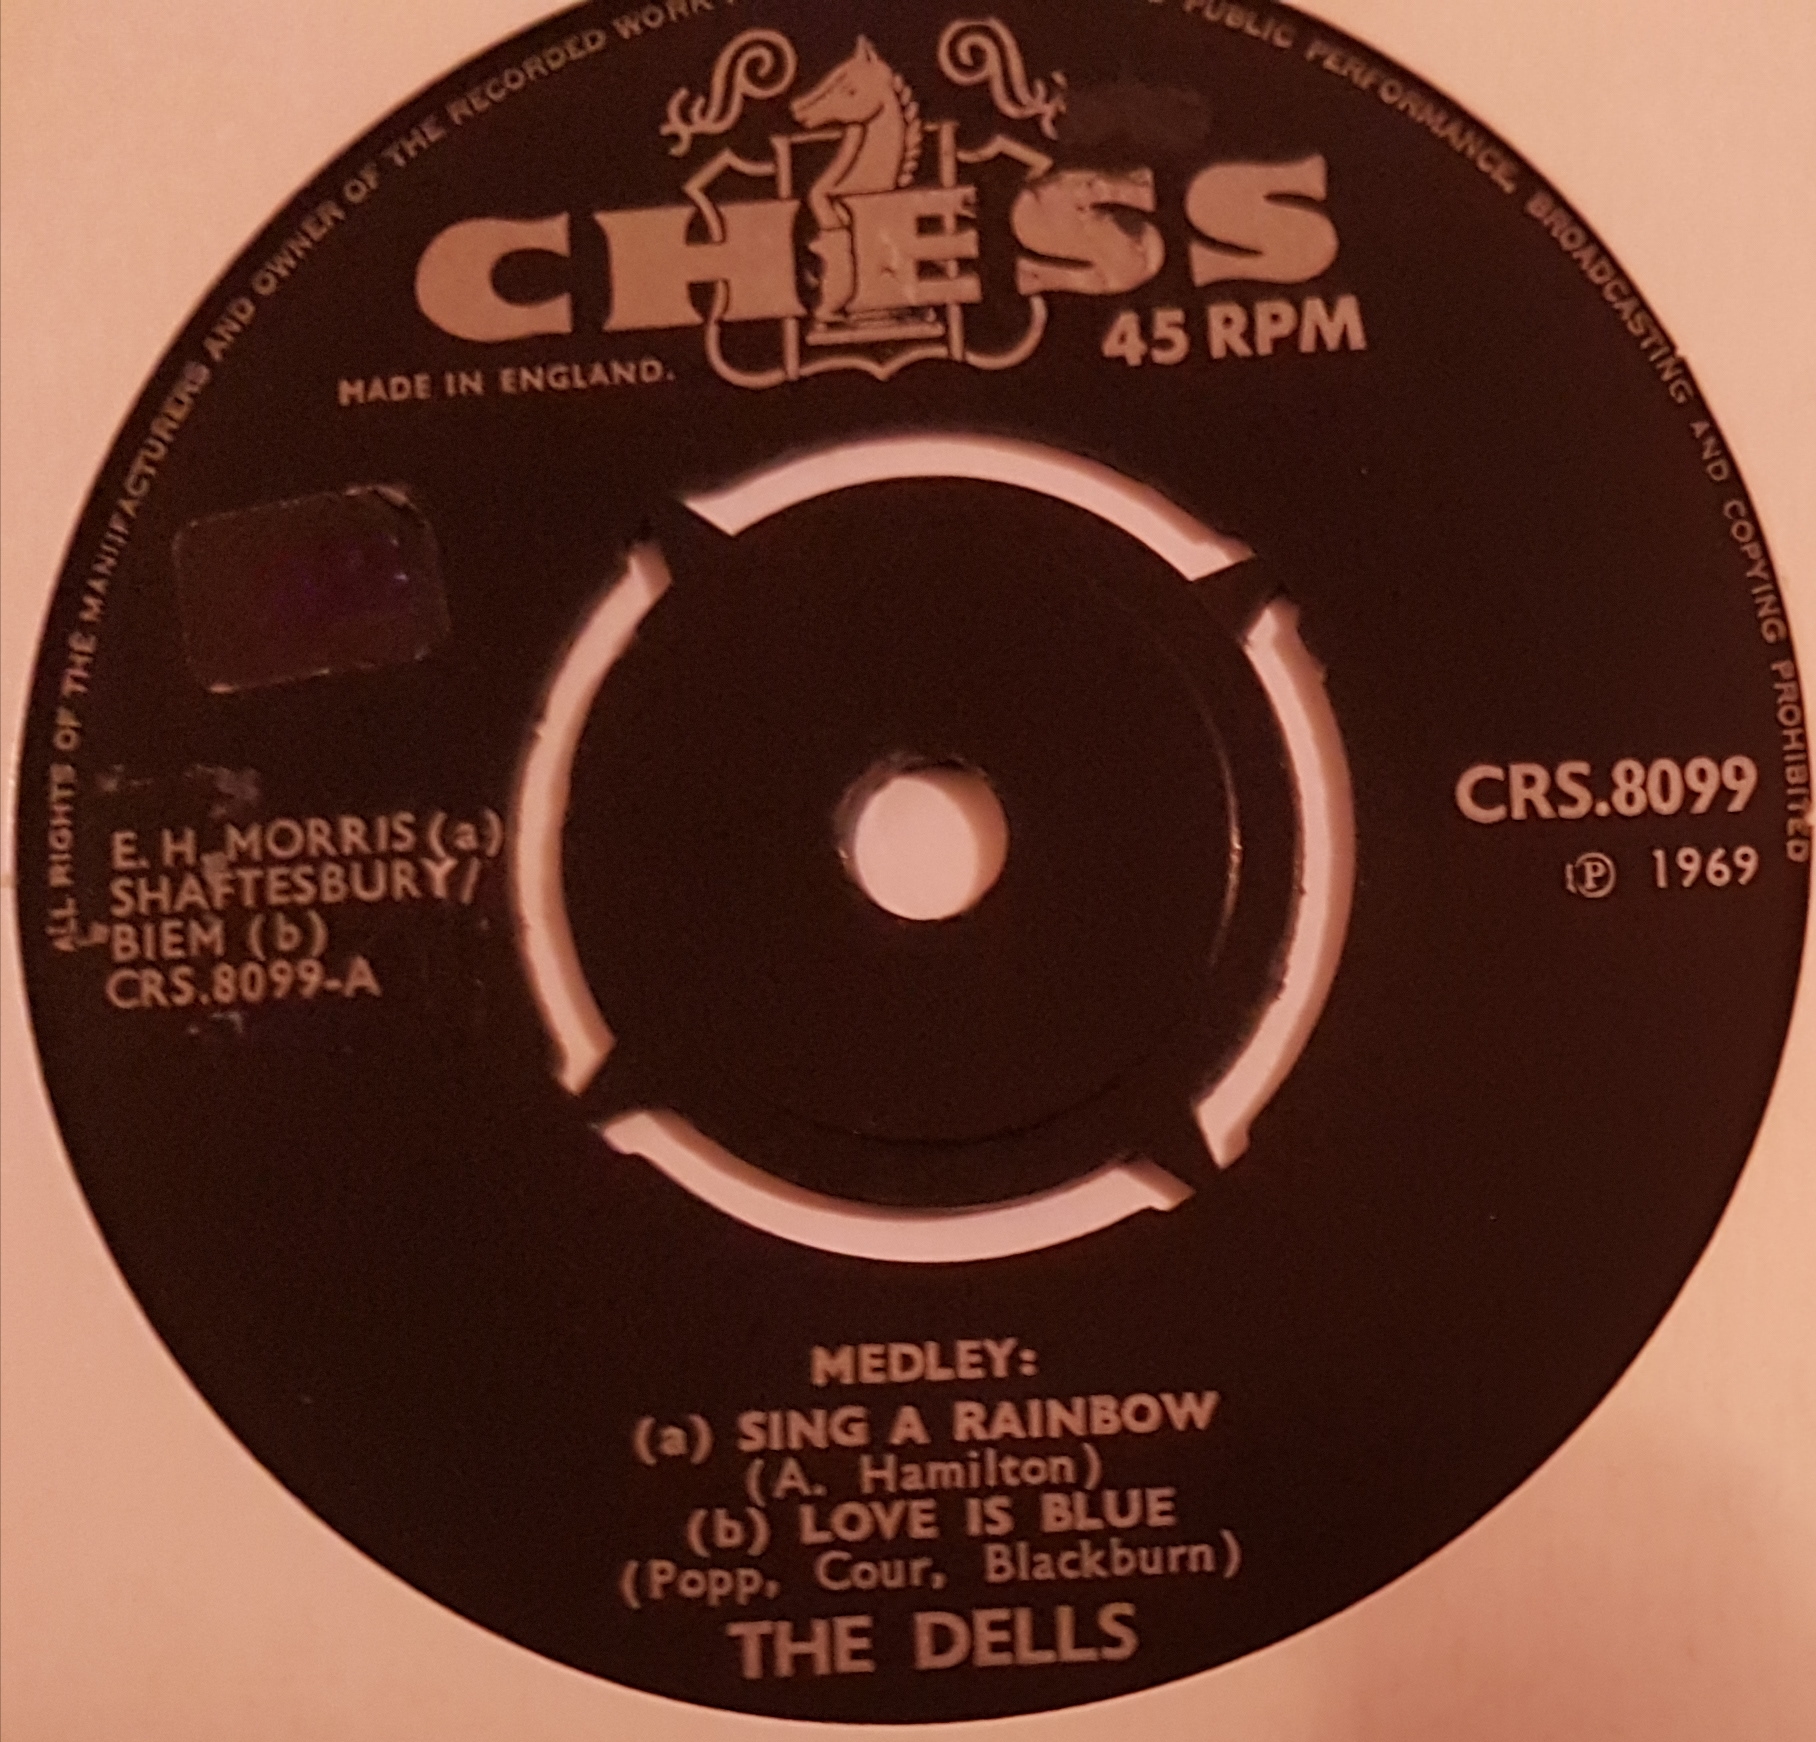 ALL RIGHTS OF THE MANUFACTURERS AND OWNER OF THE RECORDED WORK
PUBLIC PERFORMANCE, BROADCASTING AND COPYING PROHIBITED
CHESS
45 RPM
MADE IN ENGLAND.
CRS.8099
℗ 1969
E. H. MORRIS (a)
SHAFTESBURY/
BIEM (b)
CRS.8099-A
MEDLEY:
(a) SING A RAINBOW
(A. Hamilton)
(b) LOVE IS BLUE
(Popp, Cour, Blackburn)
THE DELLS